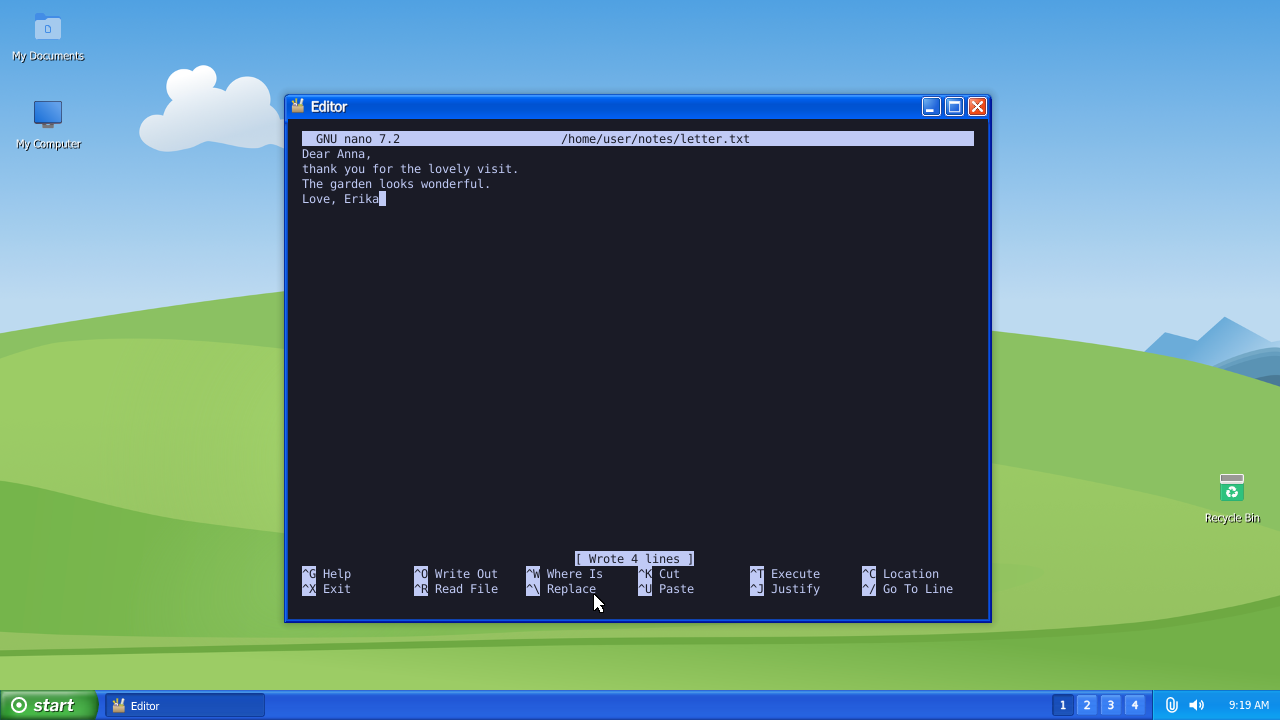 My Documents
My Computer
Editor
GNU nano 7.2 /home/user/notes/letter.txt
Dear Anna,
thank you for the lovely visit.
The garden looks wonderful.
Love, Erika
[ Wrote 4 lines ]
^G Help ^O Write Out ^W Where Is ^K Cut ^T Execute ^C Location
^X Exit ^R Read File ^\ Replace ^U Paste ^J Justify ^/ Go To Line
Recycle Bin
start Editor 1 2 3 4 9:19 AM